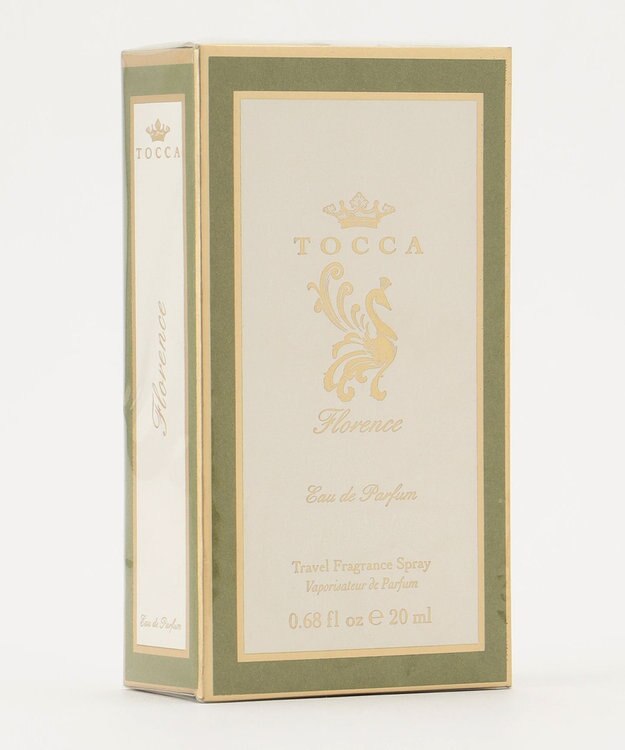 TOCCA
Florence
Eau de Parfum
TOCCA
Florence
Eau de Parfum
Travel Fragrance Spray
Vaporisateur de Parfum
0.68 fl oz ℮ 20 ml